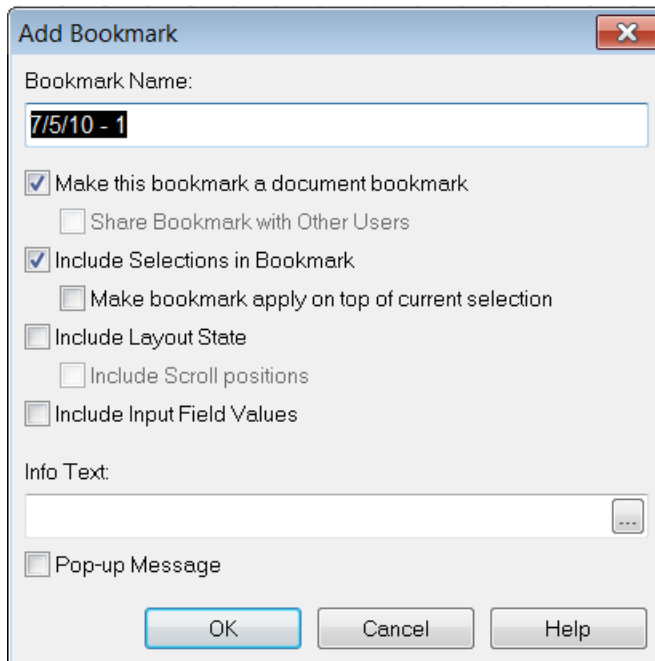 Add Bookmark
Bookmark Name:
7/5/10 - 1
Make this bookmark a document bookmark
Share Bookmark with Other Users
Include Selections in Bookmark
Make bookmark apply on top of current selection
Include Layout State
Include Scroll positions
Include Input Field Values
Info Text:
...
Pop-up Message
OK Cancel Help